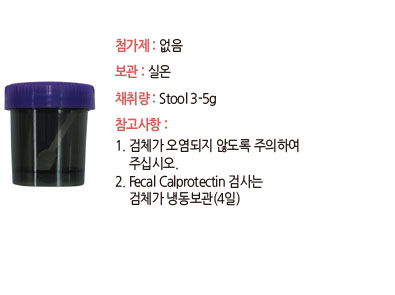 첨가제 : 없음
보관 : 실온
채취량 : Stool 3-5g
참고사항 :
1. 검체가 오염되지 않도록 주의하여
주십시오.
2. Fecal Calprotectin 검사는
검체가 냉동보관(4일)